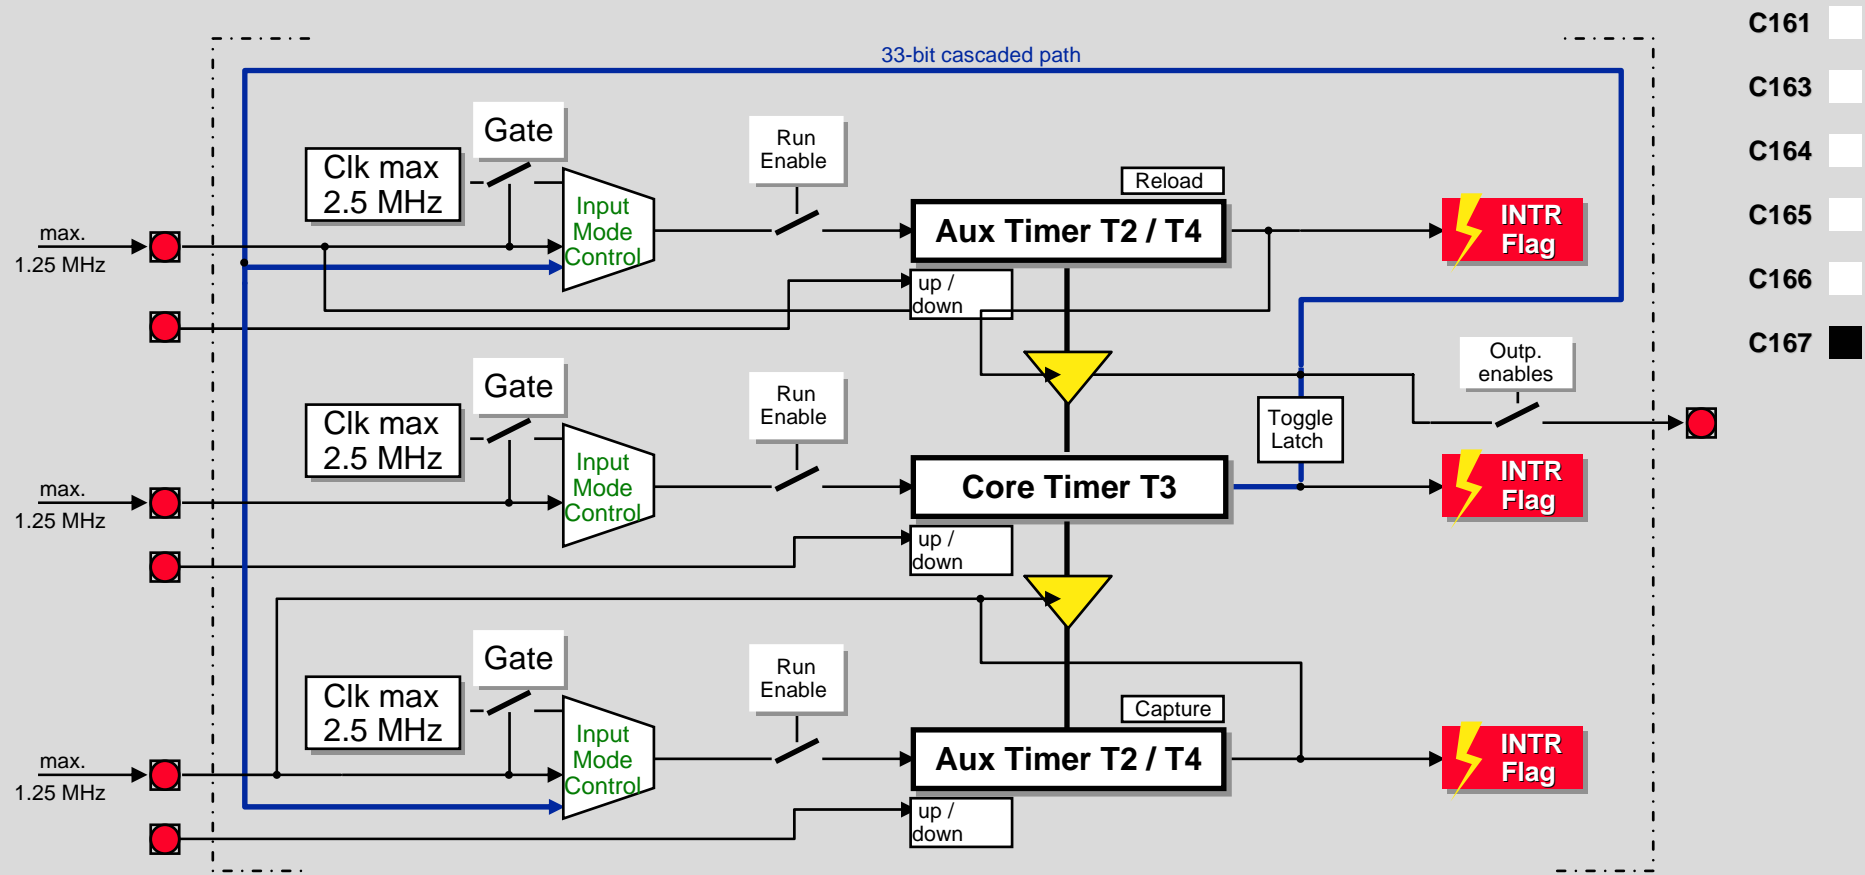 C161
33-bit cascaded path
C163
Gate
Run
Enable
C164
Clk max
2.5 MHz
Reload
Input
Mode
Control
Aux Timer T2 / T4
INTR
Flag
C165
max.
1.25 MHz
up /
down
C166
C167
Outp.
enables
Gate
Run
Enable
Clk max
2.5 MHz
Toggle
Latch
Input
Mode
Control
Core Timer T3
INTR
Flag
max.
1.25 MHz
up /
down
Gate
Run
Enable
Clk max
2.5 MHz
Capture
Input
Mode
Control
Aux Timer T2 / T4
INTR
Flag
max.
1.25 MHz
up /
down